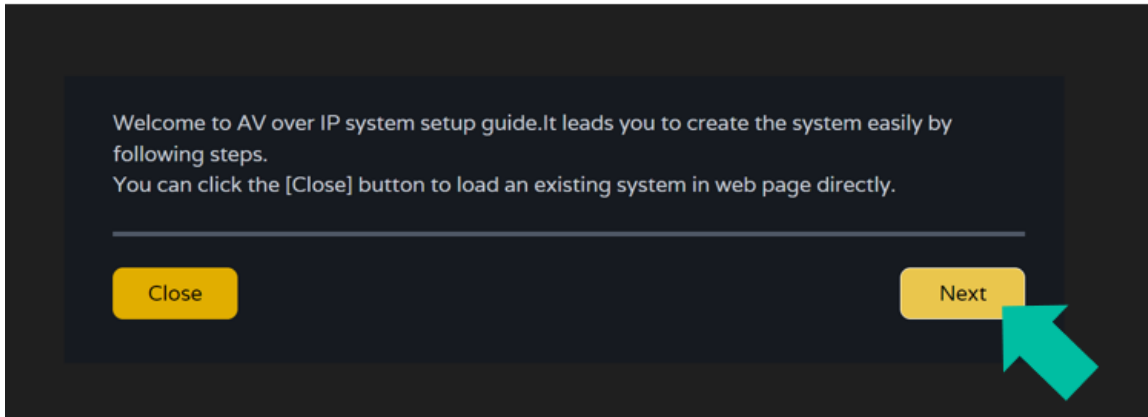 Welcome to AV over IP system setup guide.It leads you to create the system easily by
following steps.
You can click the [Close] button to load an existing system in web page directly.
Close
Next